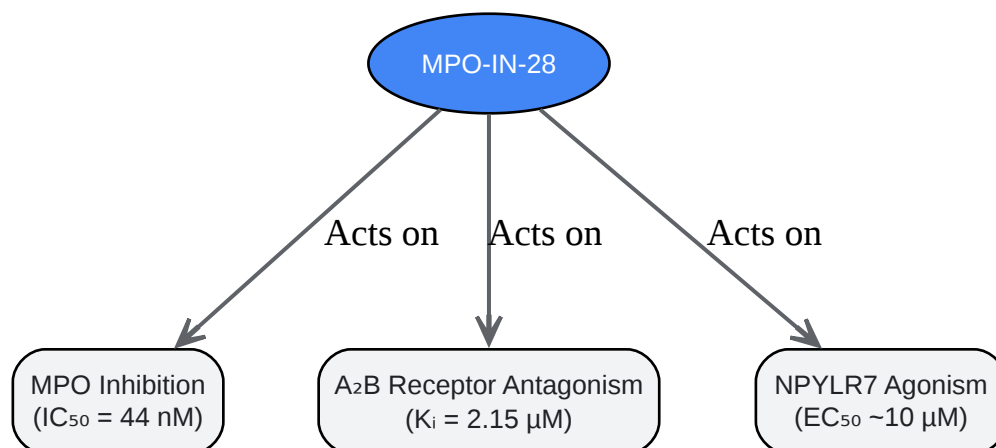 MPO-IN-28
Acts on
Acts on
Acts on
MPO Inhibition
(IC₅₀ = 44 nM)
A₂B Receptor Antagonism
(Kᵢ = 2.15 µM)
NPYLR7 Agonism
(EC₅₀ ~10 µM)